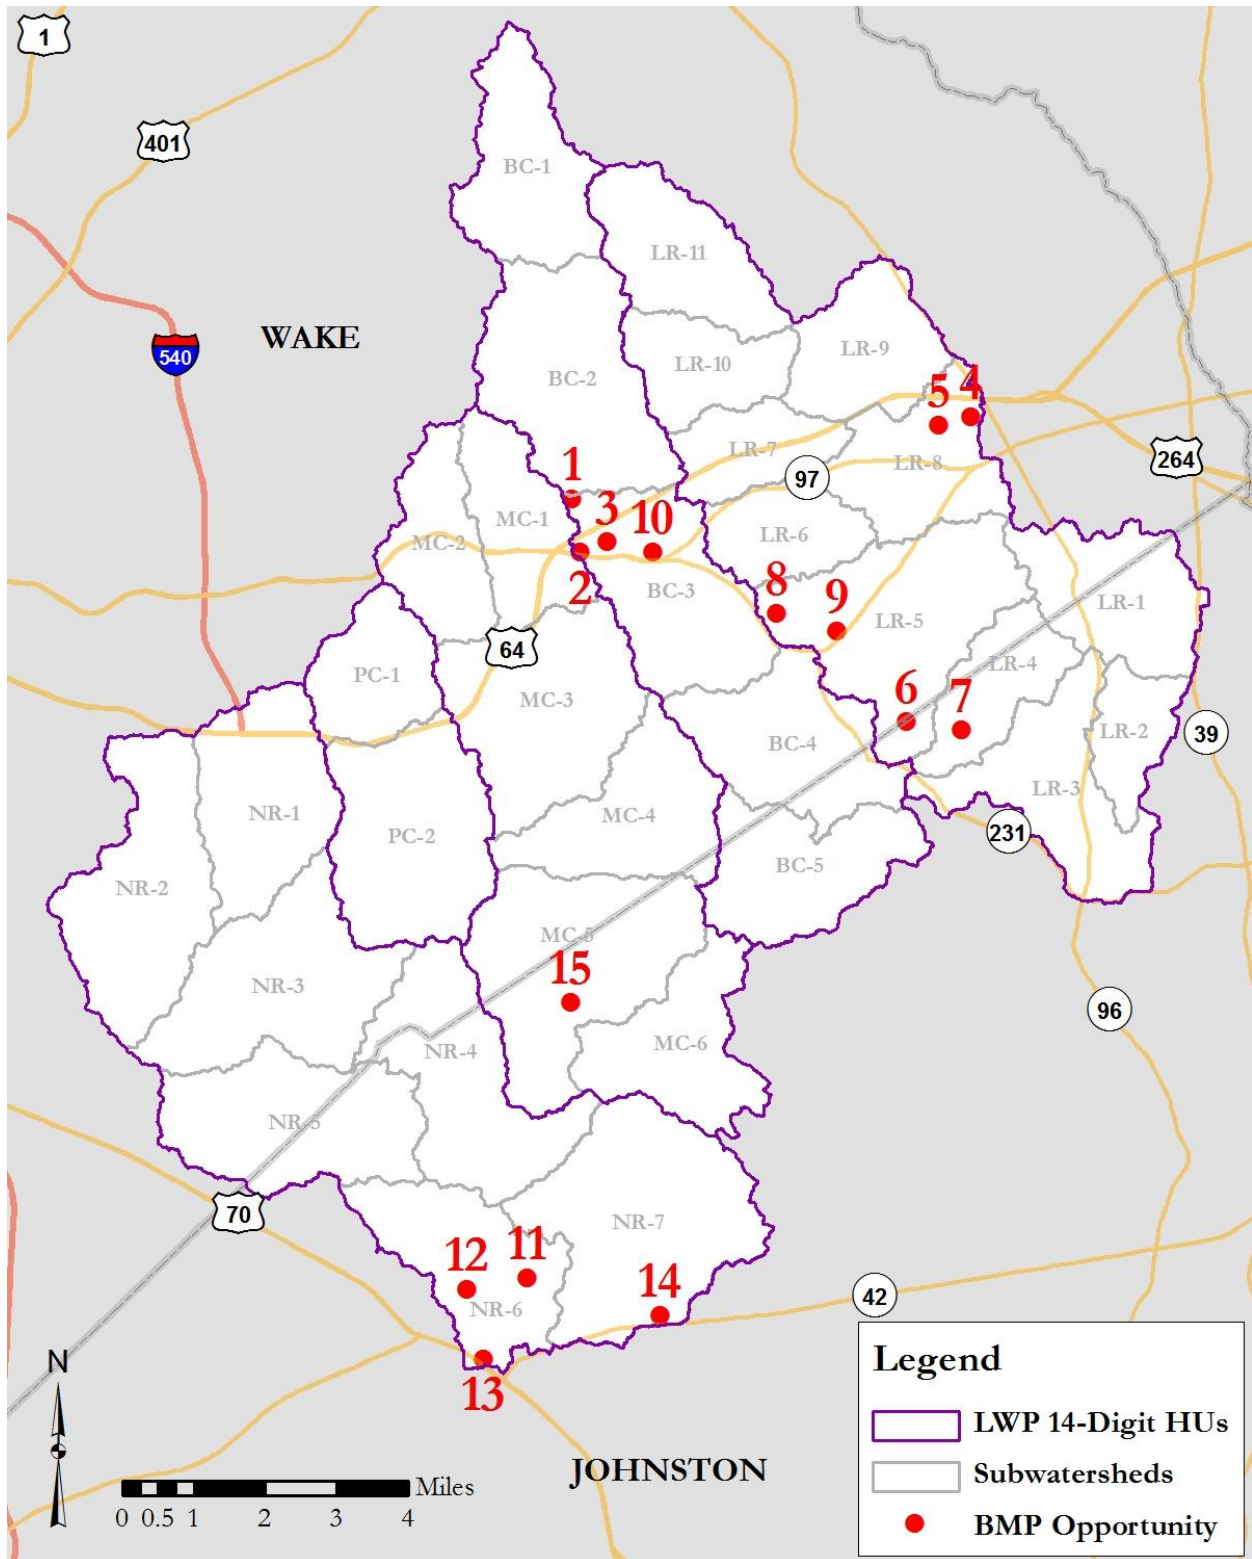 1
401
BC-1
LR-11
WAKE
540
LR-9
LR-10
BC-2
5 4
LR-7
264
LR-8
97
1
MC-1
3 10
MC-2
LR-6
2
8
BC-3
9
LR-1
LR-5
64
LR-4
PC-1
MC-3
6 7
LR-2
39
BC-4
LR-3
NR-1
MC-4
231
PC-2
BC-5
NR-2
MC-5
15
NR-3
96
MC-6
NR-4
NR-5
70
NR-7
12 11
14
42
NR-6
13
N
JOHNSTON
Miles
0 0.5 1 2 3 4
Legend
LWP 14-Digit HUs
Subwatersheds
BMP Opportunity